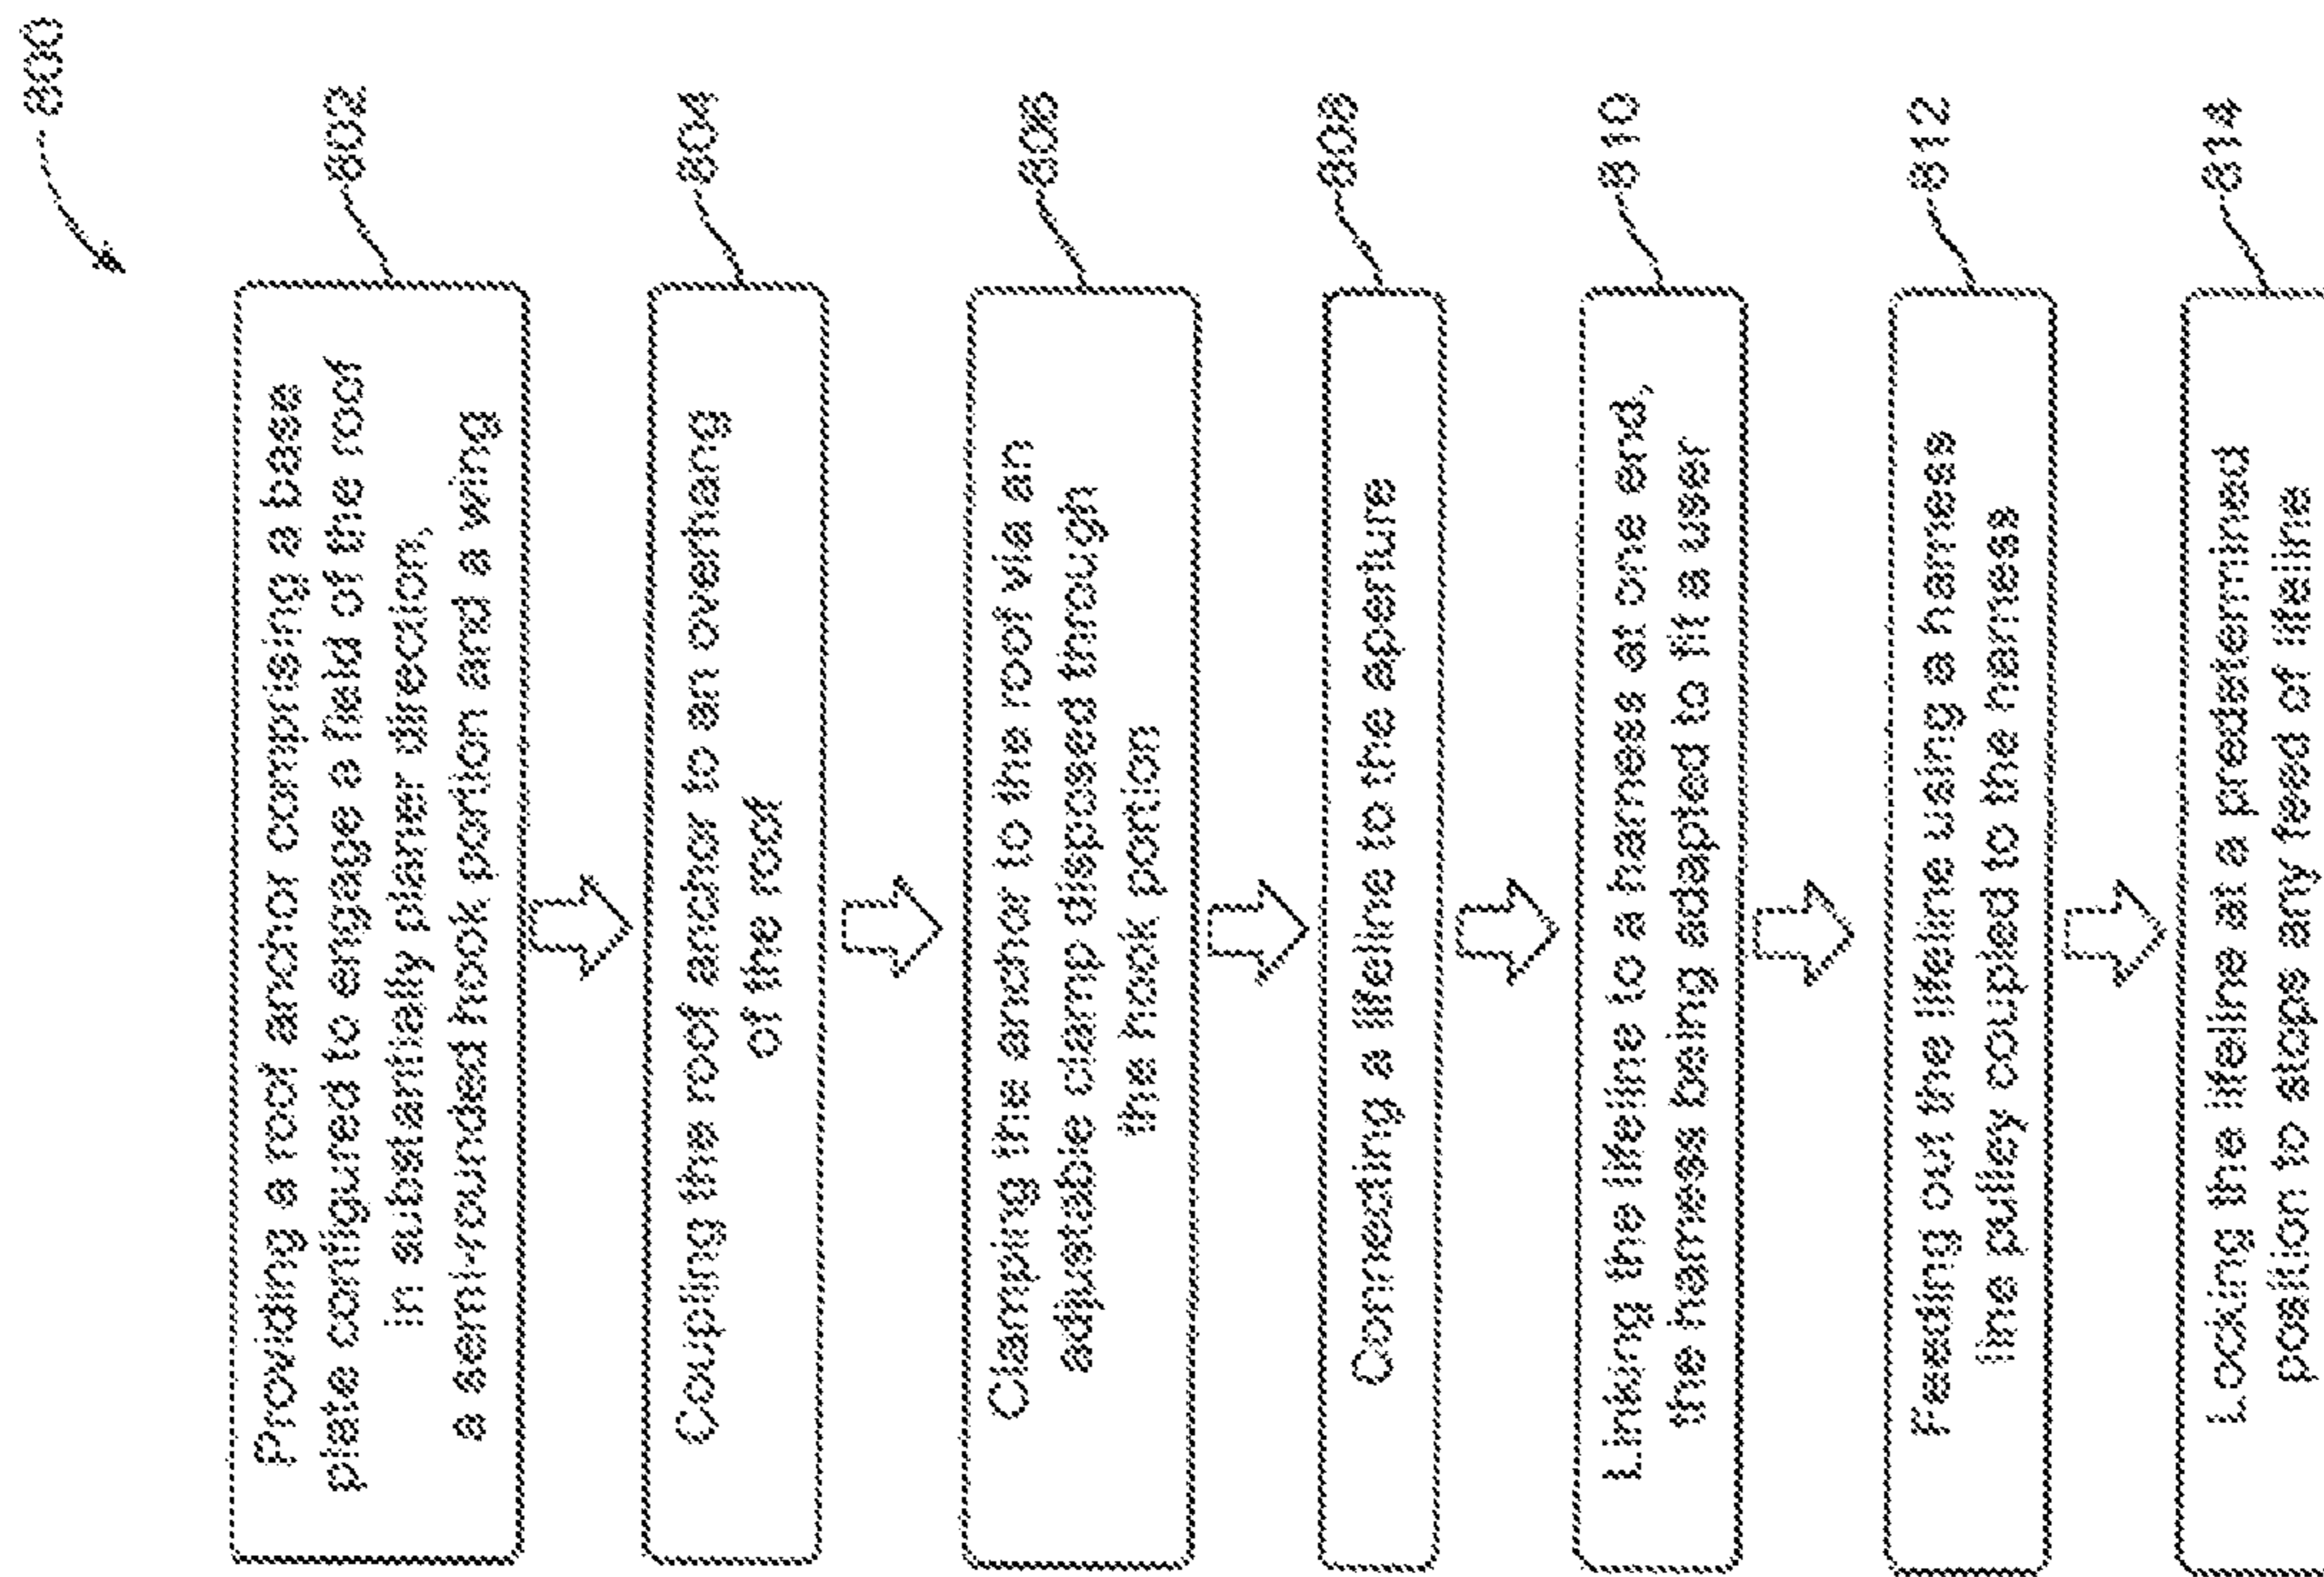 800
Providing a roof anchor comprising a base
plate configured to engage a field of the roof
in substantially planer direction,
a semi-rounded hook portion and a wing
802
Coupling the roof anchor to an overhang
of the roof
804
Clamping the anchor to the roof via an
adjustable clamp disposed through
the hook portion
806
Connecting a lifeline to the aperture
808
Linking the lifeline to a harness at one end,
the harness being adapted to fit a user
810
Feeding out the lifeline using a harness
line pulley coupled to the harness
812
Locking the lifeline at a predetermined
position to stops any feed of lifeline
814